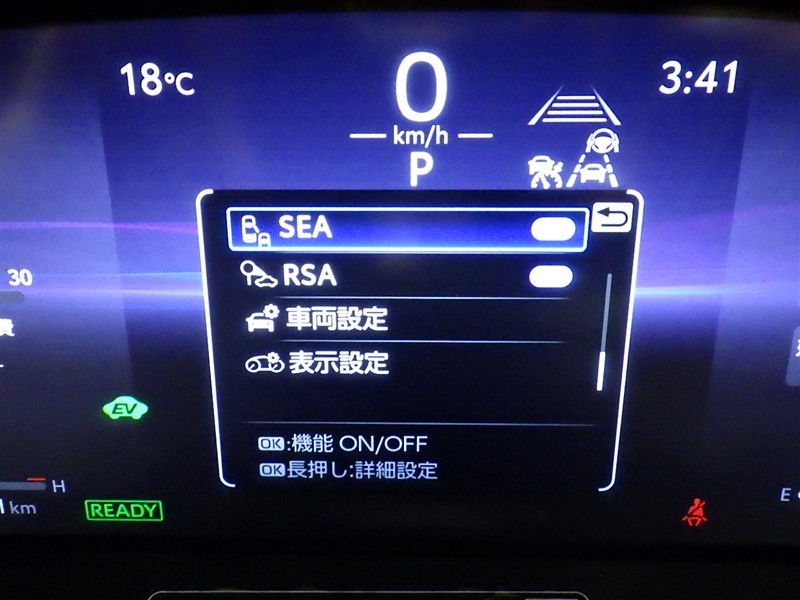 18°C
0
3:41
km/h
P
SEA
RSA
30
車両設定
費
表示設定
EV
OK:機能 ON/OFF
OK長押し:詳細設定
H
km
E
READY